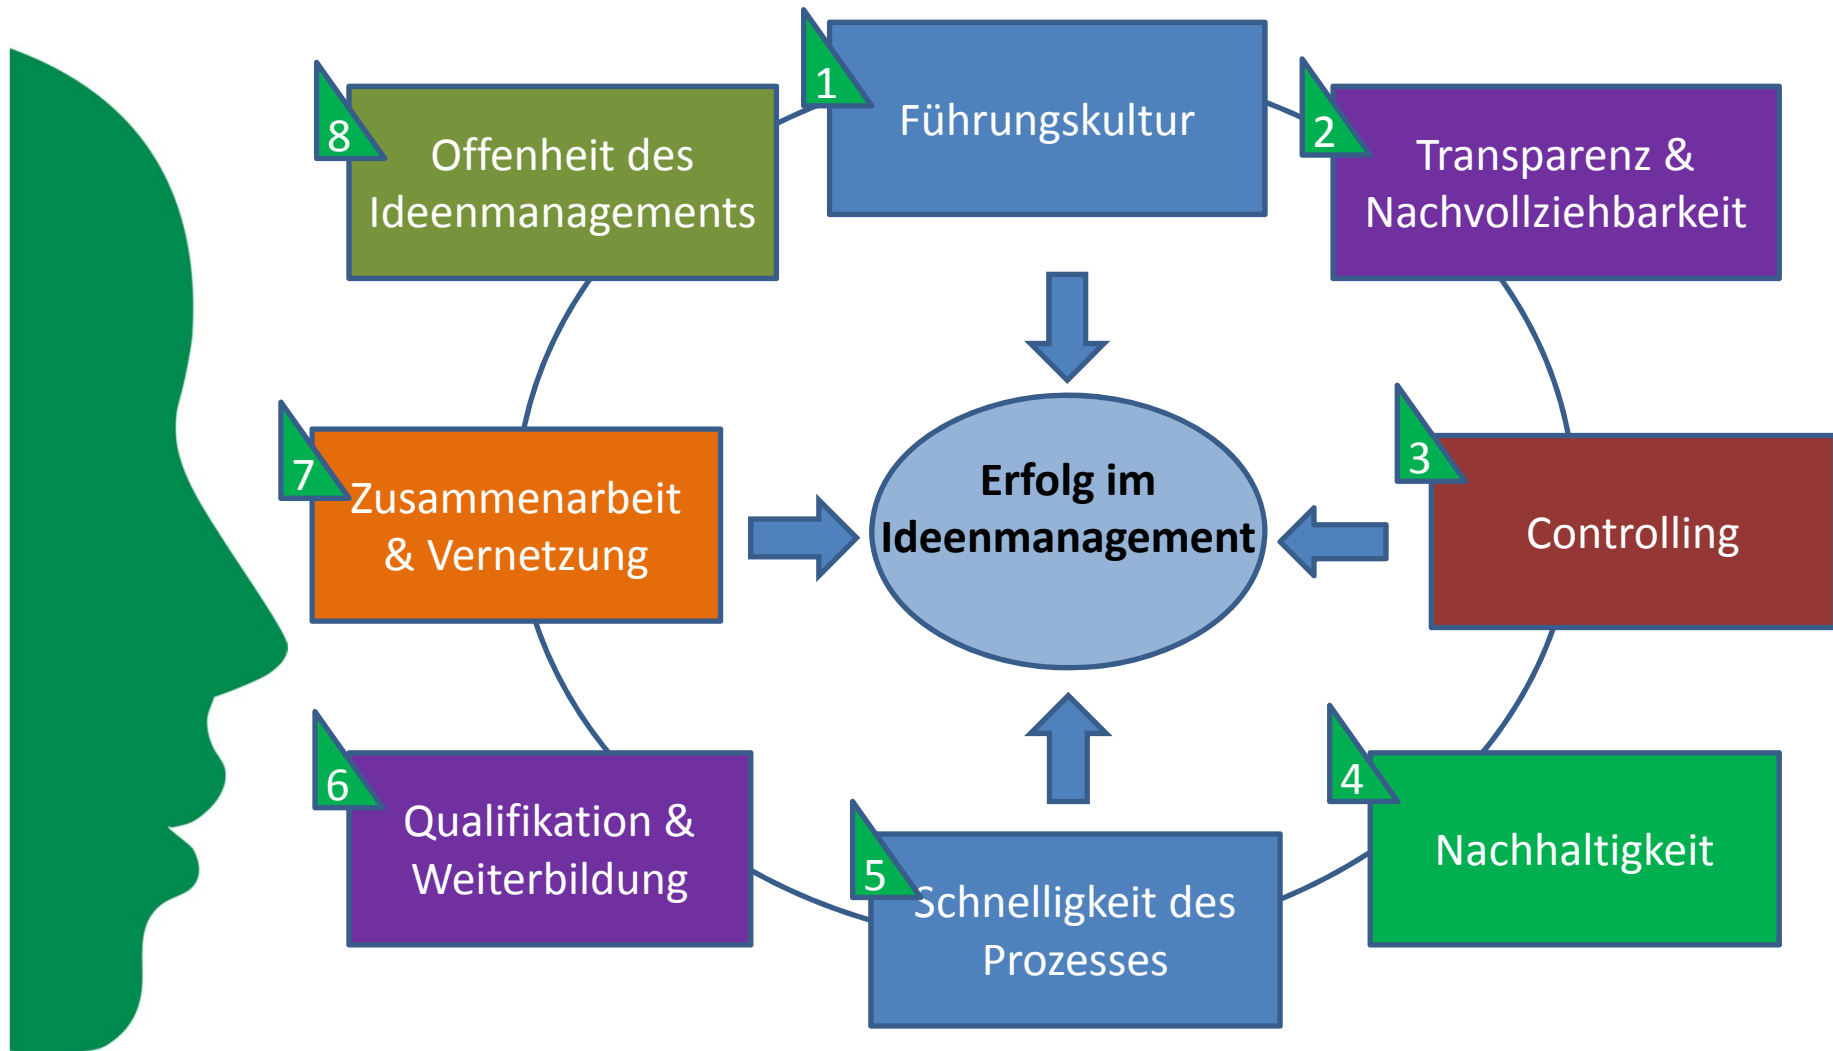 1
Führungskultur
2
Transparenz &
Nachvollziehbarkeit
3
Controlling
4
Nachhaltigkeit
5
Schnelligkeit des
Prozesses
6
Qualifikation &
Weiterbildung
7
Zusammenarbeit
& Vernetzung
8
Offenheit des
Ideenmanagements
Erfolg im
Ideenmanagement